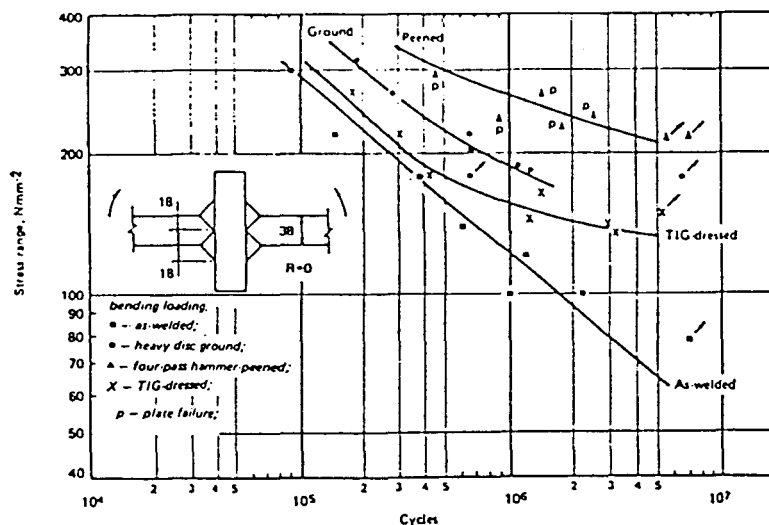 400
300
200
100
90
80
70
60
50
40
Stress range, Nmm⁻²
Ground
Peened
p
p
p
p
p
p
TIG-dressed
As-welded
18
38
18
R=0
bending loading.
■ – as-welded;
● – heavy disc ground;
▲ – four-pass hammer-peened;
X – TIG-dressed;
p – plate failure;
10⁴ 2 3 4 5 10⁵ 2 3 4 5 10⁶ 2 3 4 5 10⁷
Cycles